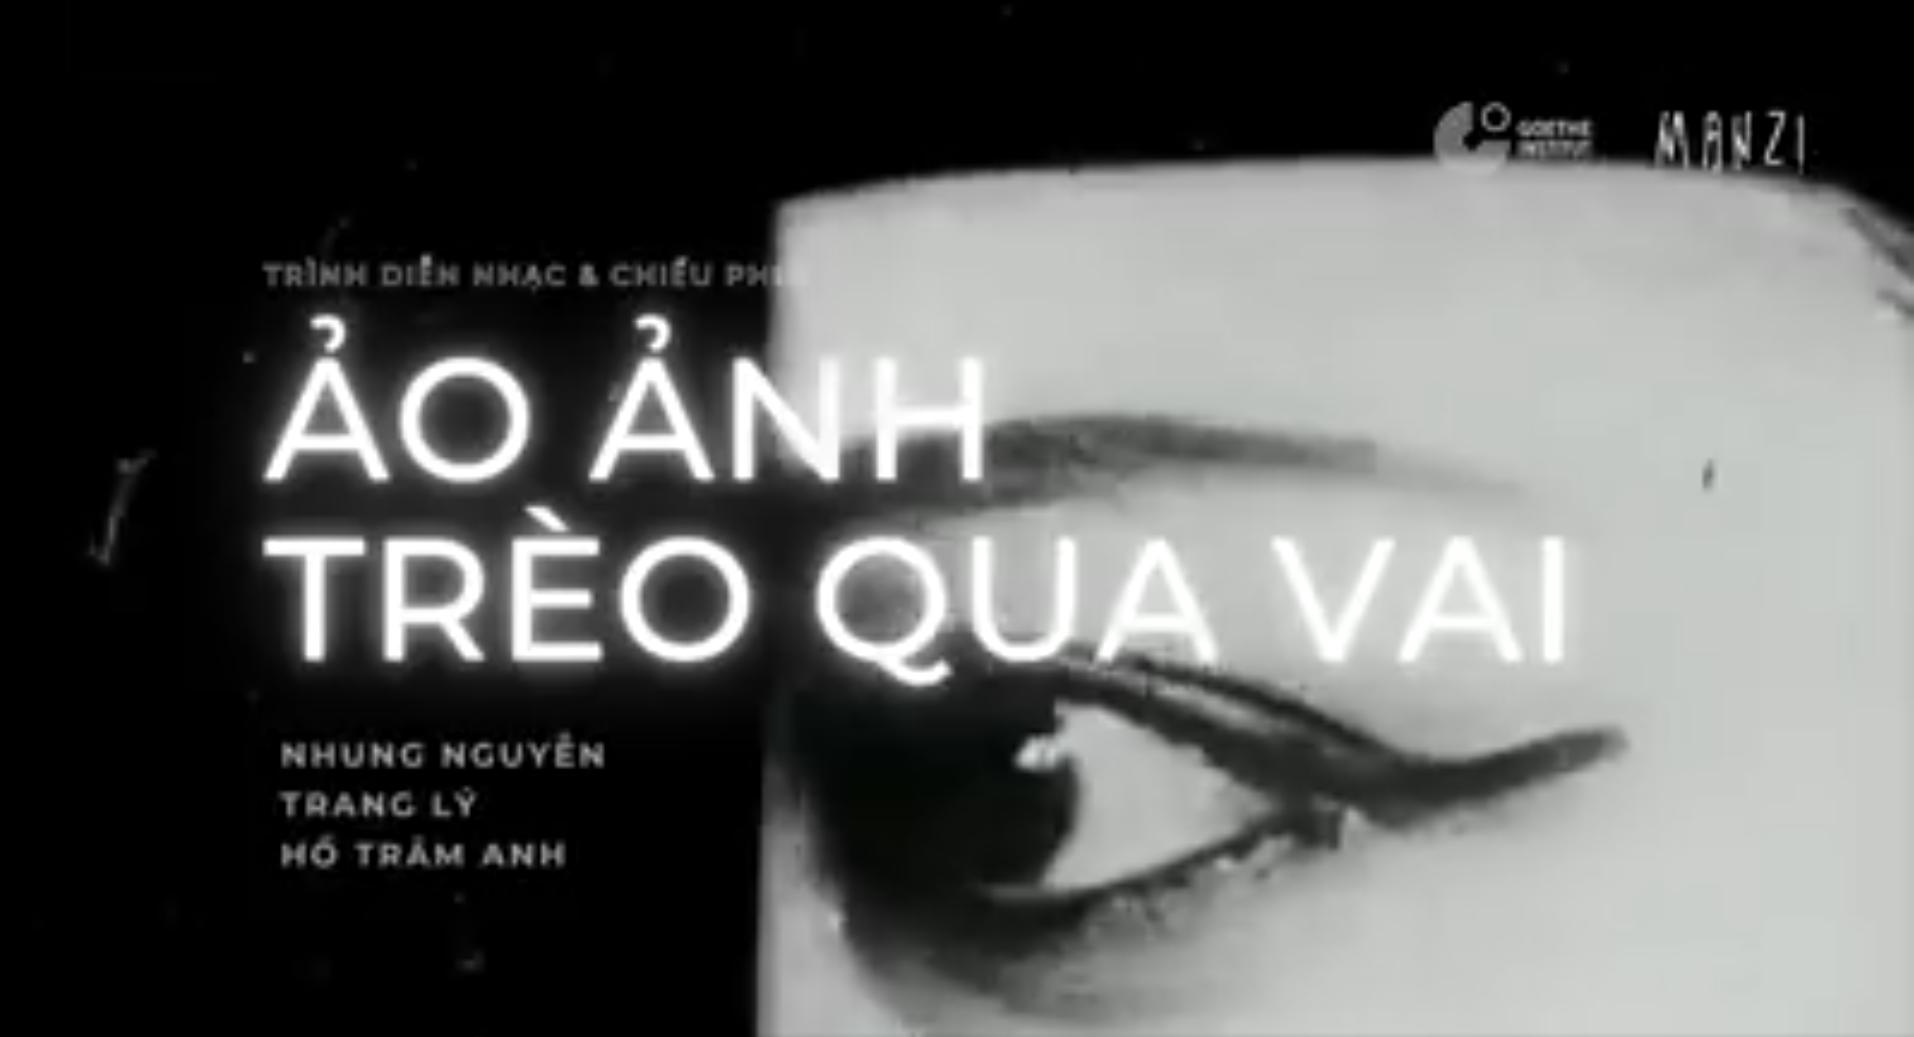 GOETHE
INSTITUT
MANZI
TRÌNH DIỄN NHẠC & CHIẾU
ẢO ẢNH
TRÈO QUA VAI
NHUNG NGUYỄN
TRANG LÝ
HỒ TRÂM ANH